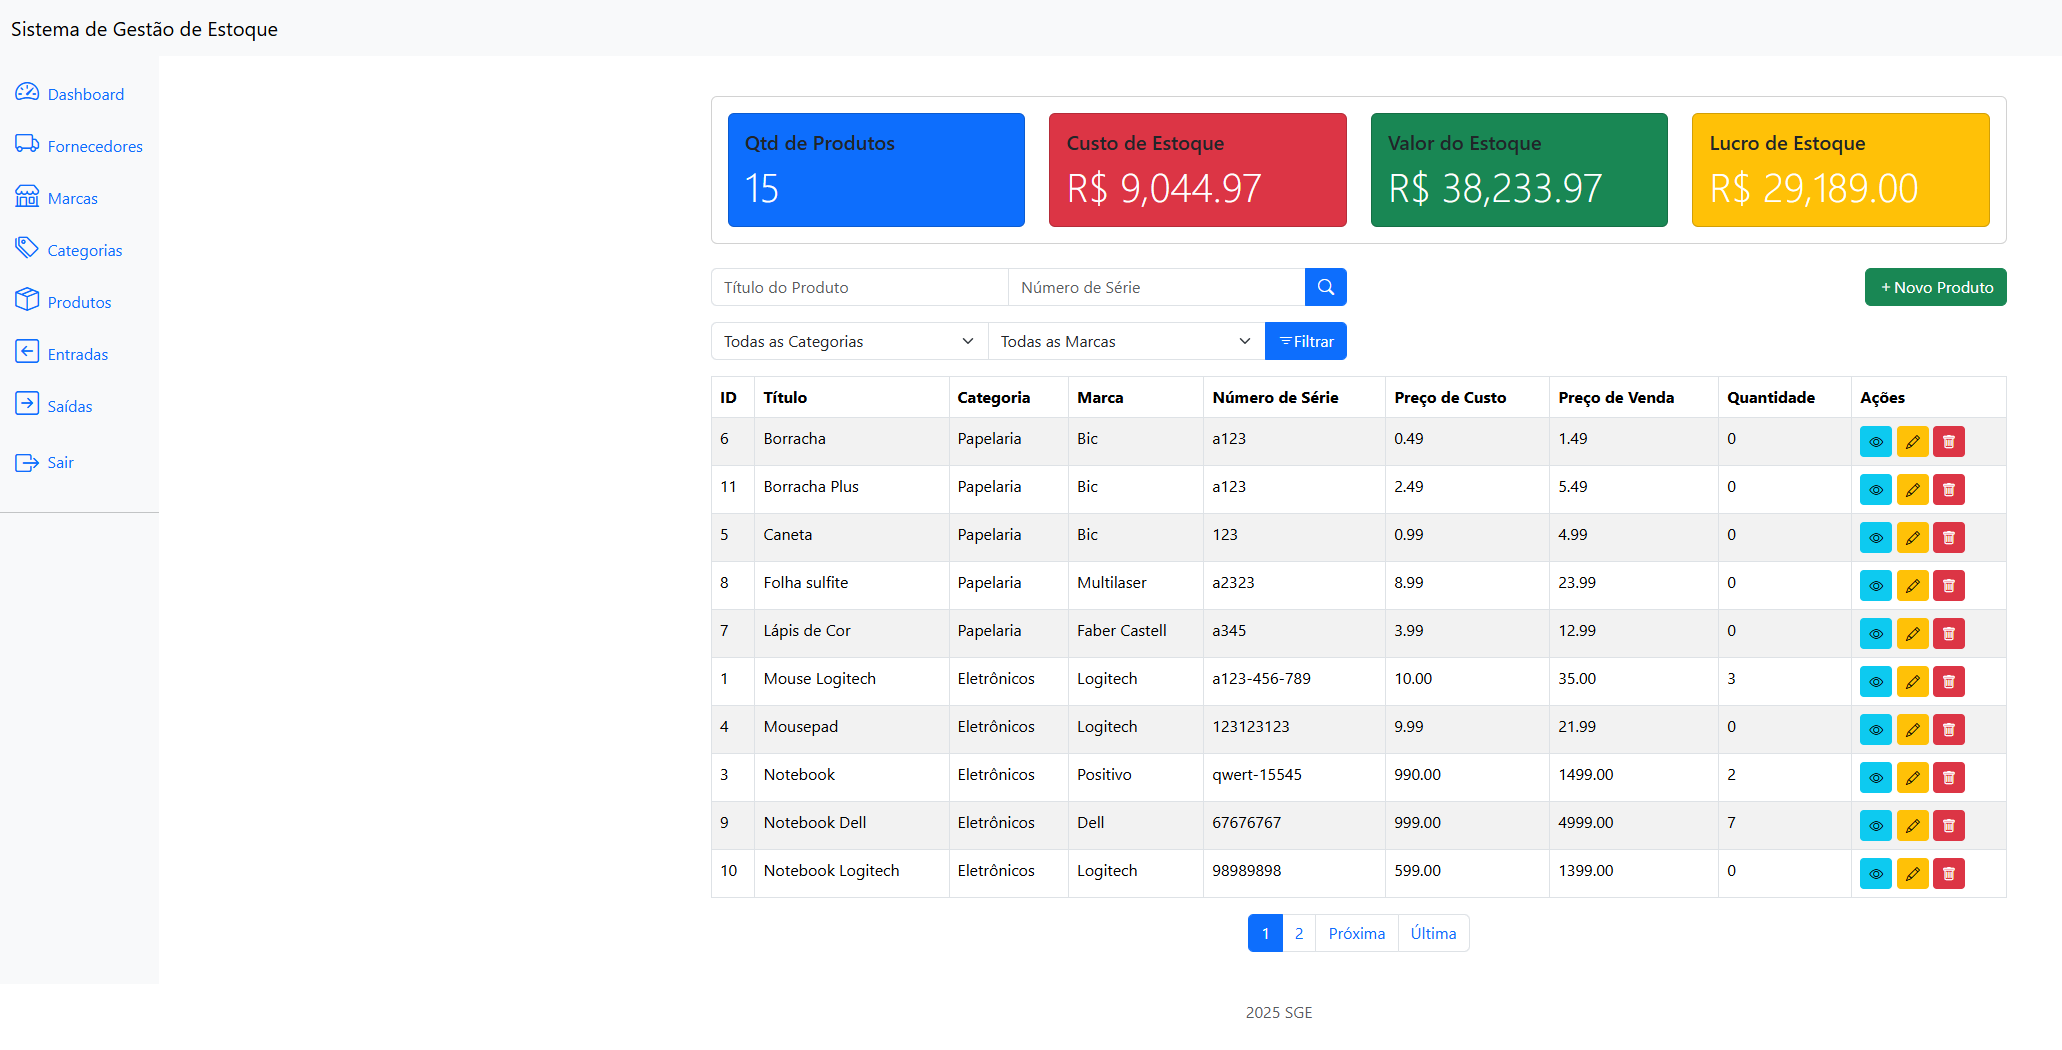 Sistema de Gestão de Estoque
Dashboard
Fornecedores
Marcas
Categorias
Produtos
Entradas
Saídas
Sair
Qtd de Produtos
15
Custo de Estoque
R$ 9,044.97
Valor do Estoque
R$ 38,233.97
Lucro de Estoque
R$ 29,189.00
Título do Produto Número de Série + Novo Produto
Todas as Categorias Todas as Marcas Filtrar
ID Título Categoria Marca Número de Série Preço de Custo Preço de Venda Quantidade Ações
6 Borracha Papelaria Bic a123 0.49 1.49 0
11 Borracha Plus Papelaria Bic a123 2.49 5.49 0
5 Caneta Papelaria Bic 123 0.99 4.99 0
8 Folha sulfite Papelaria Multilaser a2323 8.99 23.99 0
7 Lápis de Cor Papelaria Faber Castell a345 3.99 12.99 0
1 Mouse Logitech Eletrônicos Logitech a123-456-789 10.00 35.00 3
4 Mousepad Eletrônicos Logitech 123123123 9.99 21.99 0
3 Notebook Eletrônicos Positivo qwert-15545 990.00 1499.00 2
9 Notebook Dell Eletrônicos Dell 67676767 999.00 4999.00 7
10 Notebook Logitech Eletrônicos Logitech 98989898 599.00 1399.00 0
1 2 Próxima Última
2025 SGE